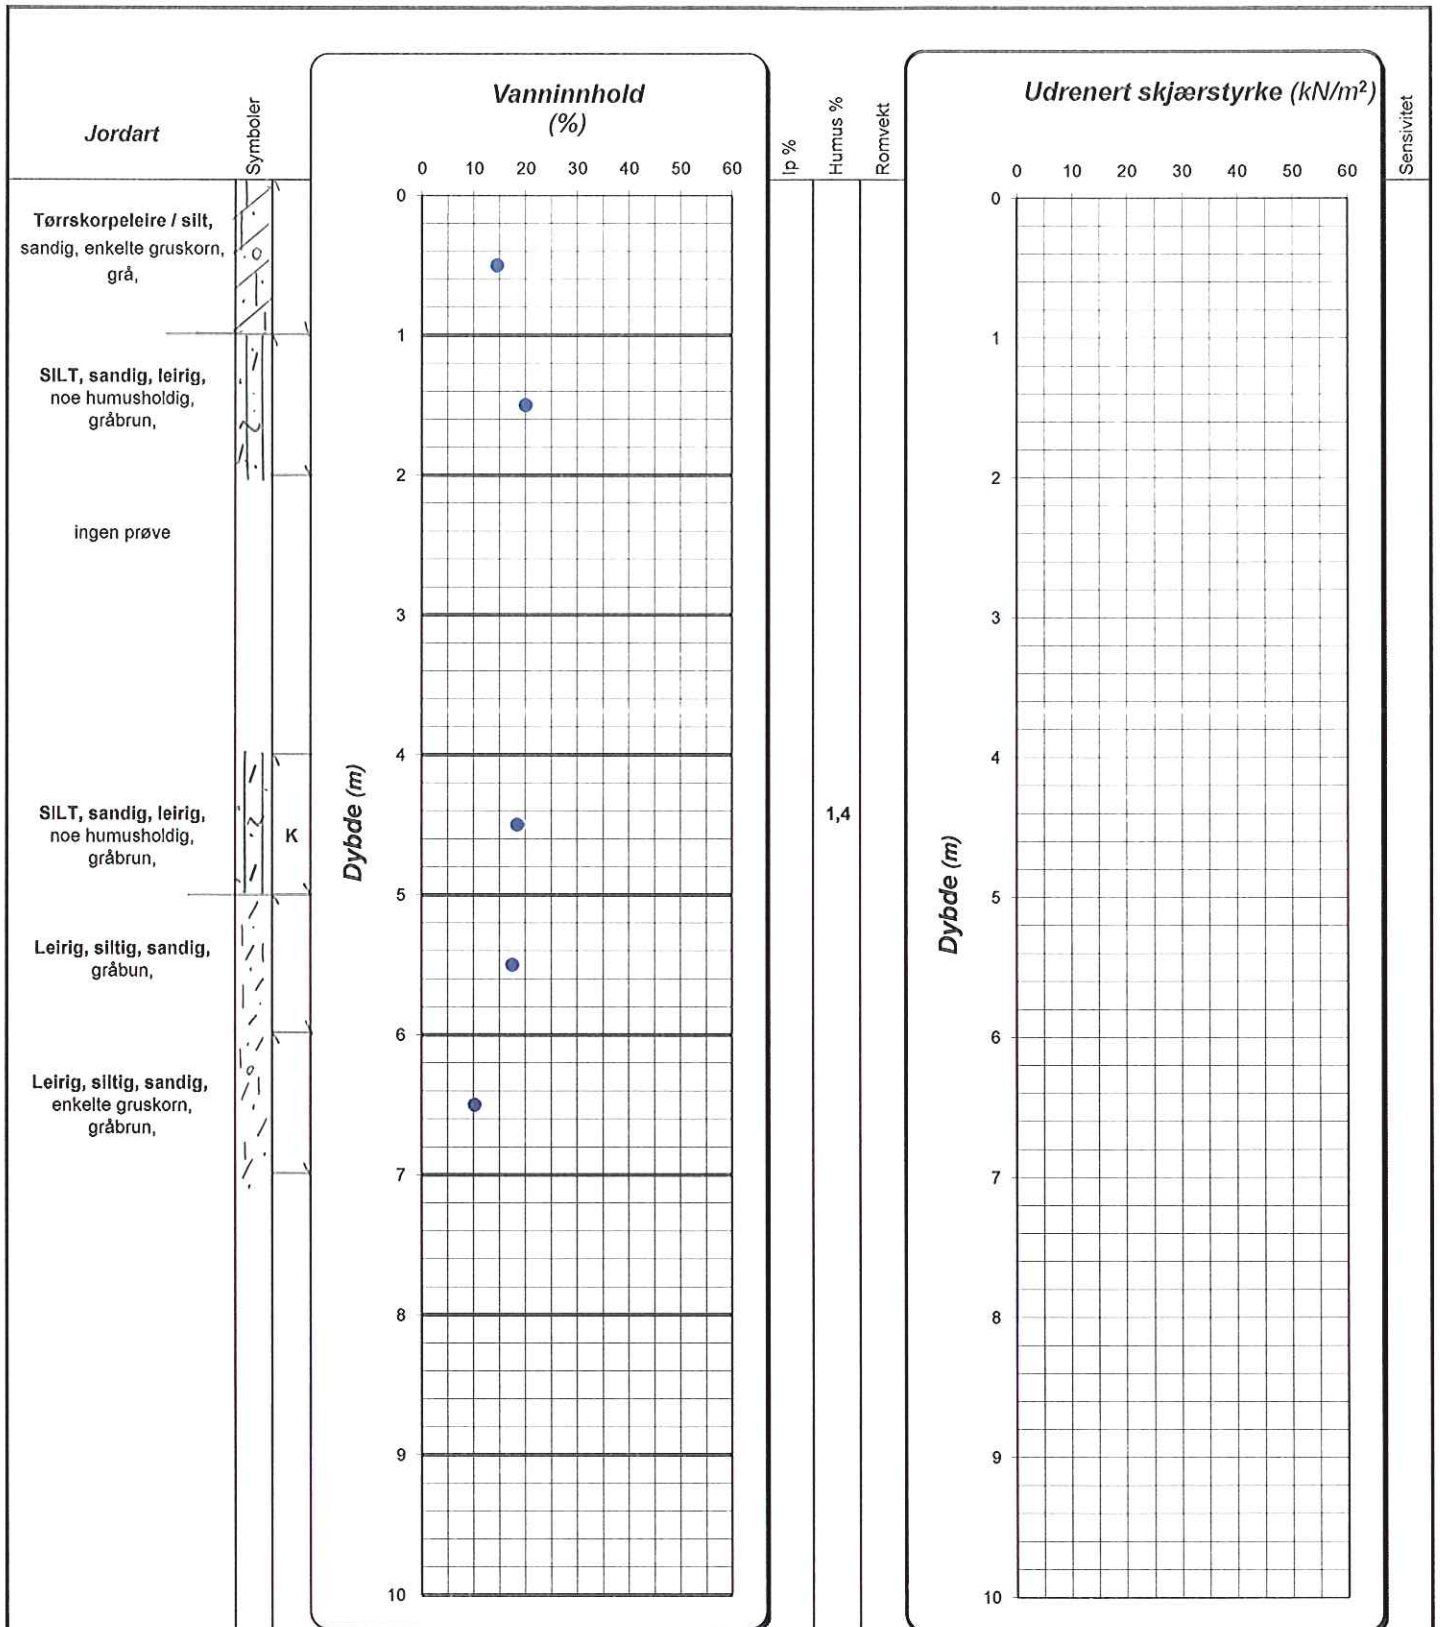 Jordart
Symboler
Vanninnhold
(%)
Ip %
Humus %
Romvekt
Udrenert skjærstyrke (kN/m²)
Sensivitet
0 10 20 30 40 50 60
0 10 20 30 40 50 60
Tørrskorpeleire / silt,
sandig, enkelte gruskorn,
grå,
SILT, sandig, leirig,
noe humusholdig,
gråbrun,
ingen prøve
SILT, sandig, leirig,
noe humusholdig,
gråbrun,
K
Leirig, siltig, sandig,
gråbun,
Leirig, siltig, sandig,
enkelte gruskorn,
gråbrun,
Dybde (m)
0
1
2
3
4
5
6
7
8
9
10
1,4
Dybde (m)
0
1
2
3
4
5
6
7
8
9
10